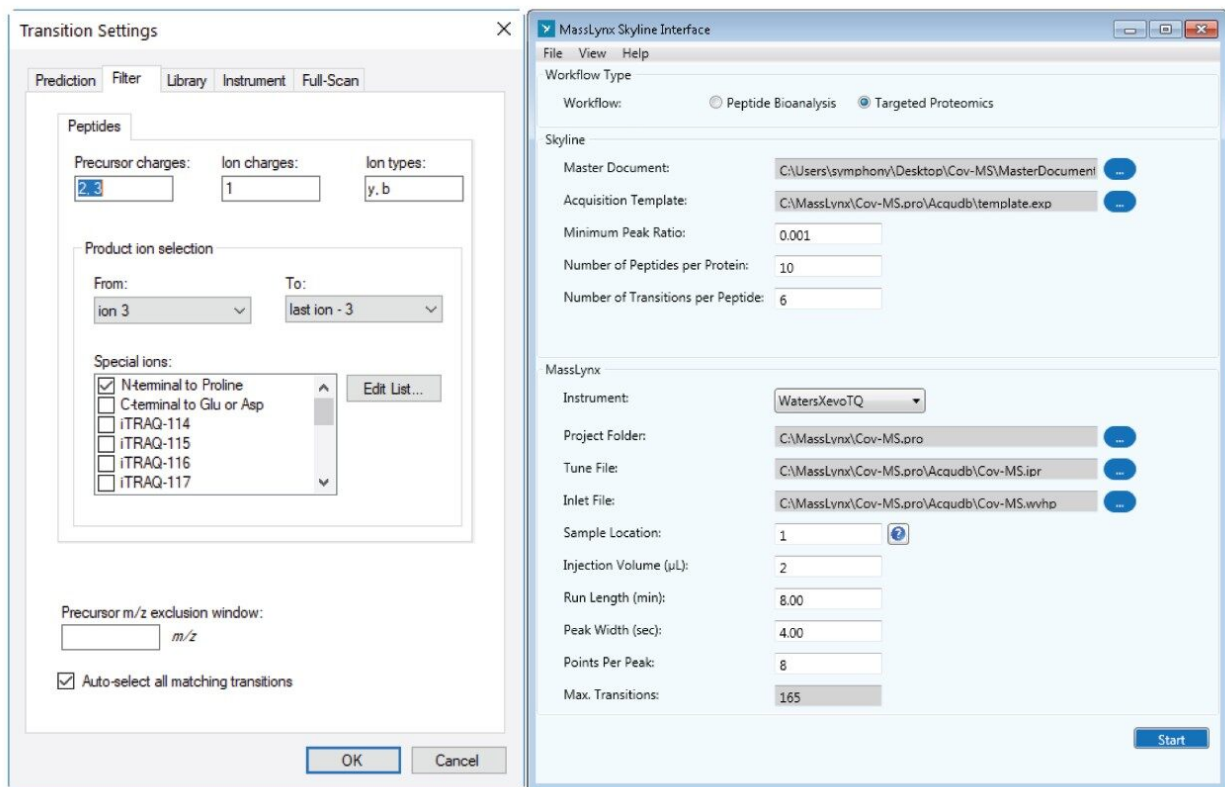 Transition Settings
Prediction Filter Library Instrument Full-Scan
Peptides
Precursor charges: Ion charges: Ion types:
2, 3 1 y, b
Product ion selection
From: To:
ion 3 last ion - 3
Special ions:
N-terminal to Proline
C-terminal to Glu or Asp
iTRAQ-114
iTRAQ-115
iTRAQ-116
iTRAQ-117
Edit List...
Precursor m/z exclusion window:
m/z
Auto-select all matching transitions
OK Cancel
MassLynx Skyline Interface
File View Help
Workflow Type
Workflow: Peptide Bioanalysis Targeted Proteomics
Skyline
Master Document: C:\Users\symphony\Desktop\Cov-MS\MasterDocument ...
Acquisition Template: C:\MassLynx\Cov-MS.pro\Acqudb\template.exp ...
Minimum Peak Ratio: 0.001
Number of Peptides per Protein: 10
Number of Transitions per Peptide: 6
MassLynx
Instrument: WatersXevoTQ
Project Folder: C:\MassLynx\Cov-MS.pro ...
Tune File: C:\MassLynx\Cov-MS.pro\Acqudb\Cov-MS.ipr ...
Inlet File: C:\MassLynx\Cov-MS.pro\Acqudb\Cov-MS.wvhp ...
Sample Location: 1 ?
Injection Volume (µL): 2
Run Length (min): 8.00
Peak Width (sec): 4.00
Points Per Peak: 8
Max. Transitions: 165
Start